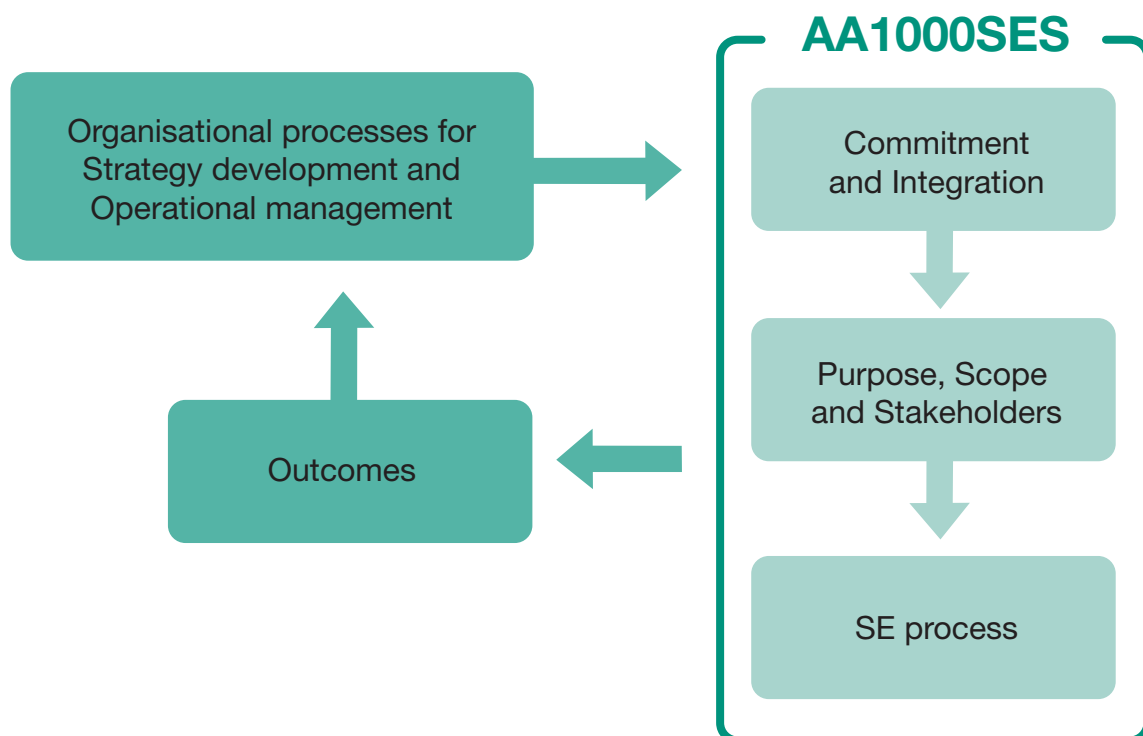 AA1000SES
Organisational processes for
Strategy development and
Operational management
Commitment
and Integration
Purpose, Scope
and Stakeholders
Outcomes
SE process